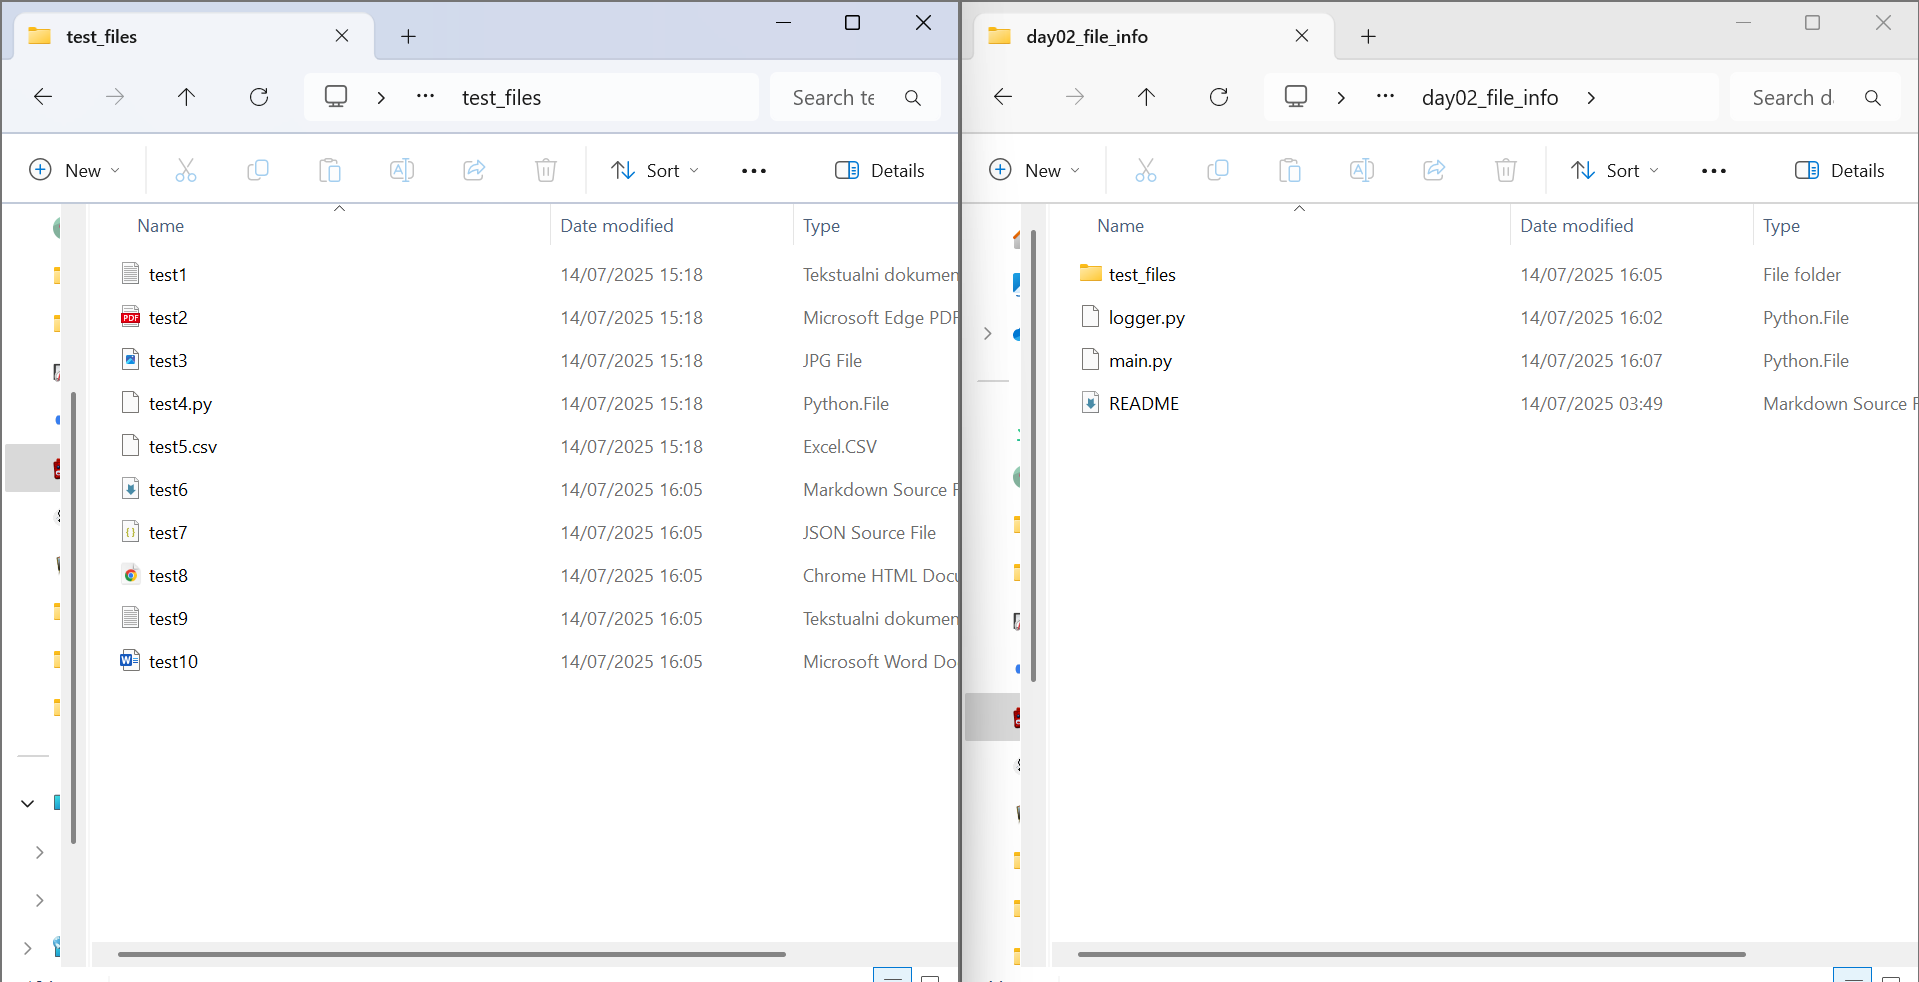 test_files
test_files
Search te
New
Sort
Details
Name
Date modified
Type
test1
14/07/2025 15:18
Tekstualni dokumen
test2
14/07/2025 15:18
Microsoft Edge PDF
test3
14/07/2025 15:18
JPG File
test4.py
14/07/2025 15:18
Python.File
test5.csv
14/07/2025 15:18
Excel.CSV
test6
14/07/2025 16:05
Markdown Source F
test7
14/07/2025 16:05
JSON Source File
test8
14/07/2025 16:05
Chrome HTML Docu
test9
14/07/2025 16:05
Tekstualni dokumen
test10
14/07/2025 16:05
Microsoft Word Do
day02_file_info
day02_file_info
Search d
New
Sort
Details
Name
Date modified
Type
test_files
14/07/2025 16:05
File folder
logger.py
14/07/2025 16:02
Python.File
main.py
14/07/2025 16:07
Python.File
README
14/07/2025 03:49
Markdown Source F